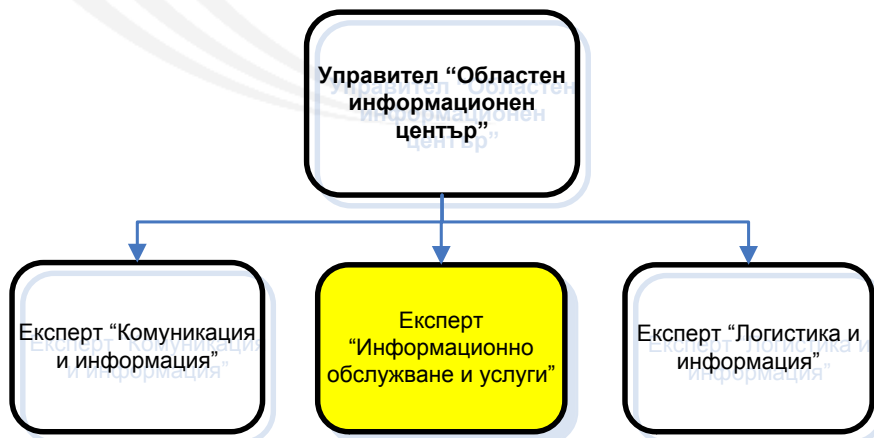 Управител “Областен
информационен
център”
Експерт “Комуникация
и информация”
Експерт
“Информационно
обслужване и услуги”
Експерт “Логистика и
информация”